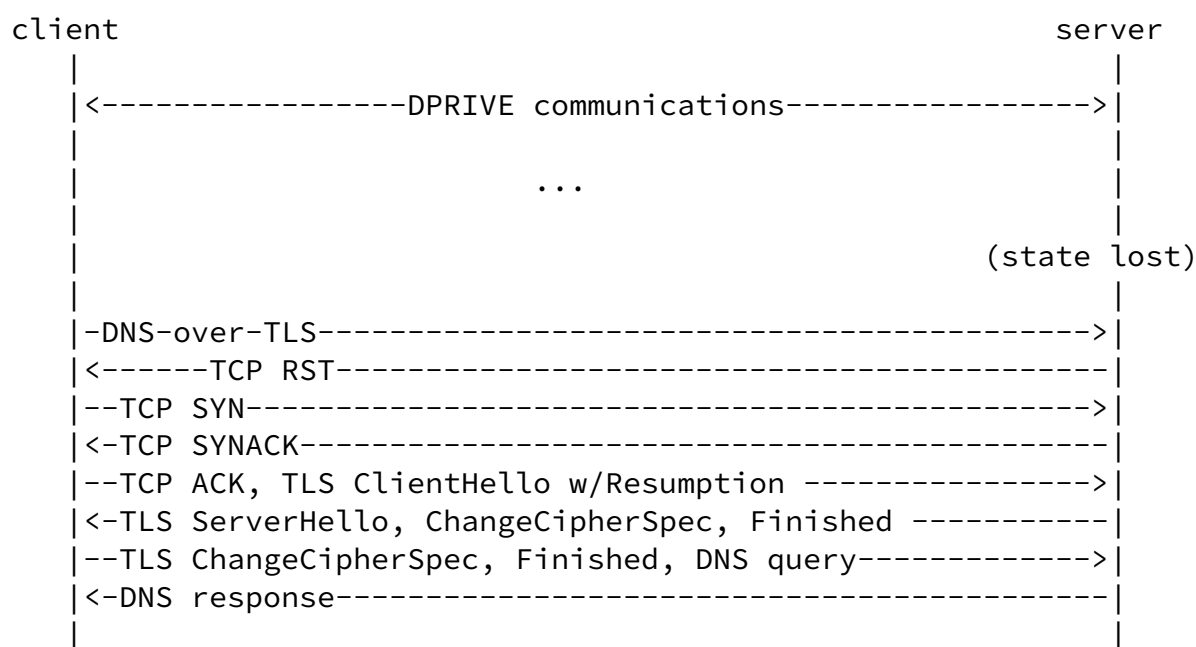 client server
|<-----------------DPRIVE communications----------------->|
...
(state lost)
|-DNS-over-TLS------------------------------------------->|
|<------TCP RST-------------------------------------------|
|--TCP SYN----------------------------------------------->|
|<-TCP SYNACK---------------------------------------------|
|--TCP ACK, TLS ClientHello w/Resumption ---------------->|
|<-TLS ServerHello, ChangeCipherSpec, Finished -----------|
|--TLS ChangeCipherSpec, Finished, DNS query------------->|
|<-DNS response-------------------------------------------|